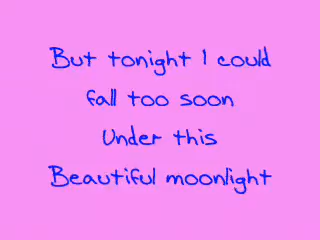 But tonight I could
fall too soon
Under this
Beautiful moonlight